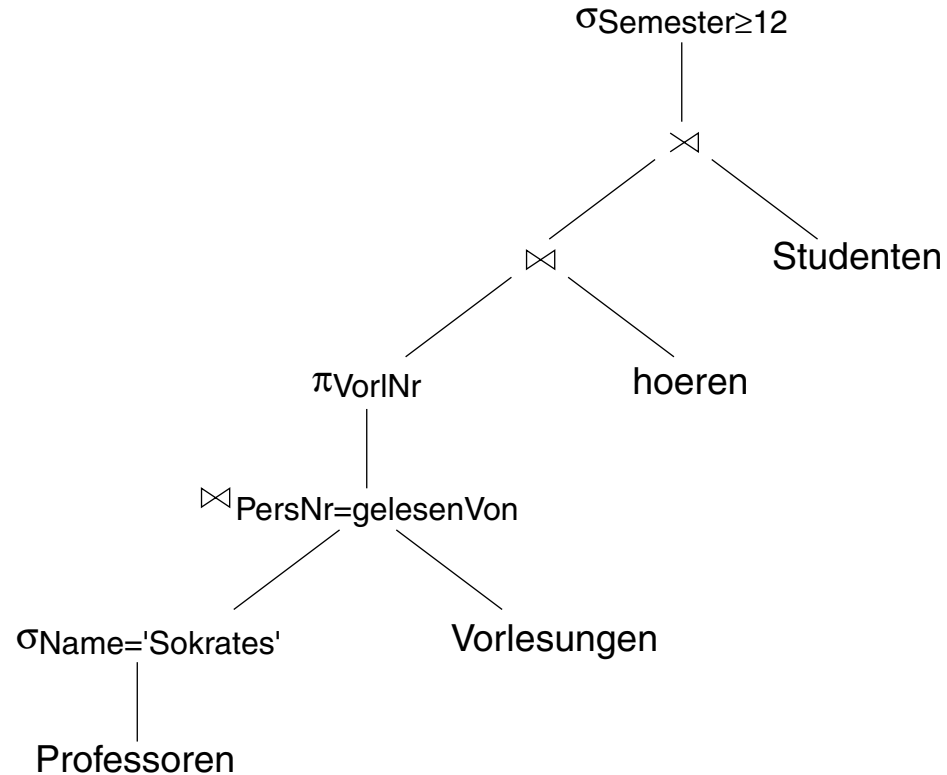 σSemester≥12
⋊
⋈
Studenten
πVorlNr
hoeren
⋈PersNr=gelesenVon
σName='Sokrates'
Vorlesungen
Professoren